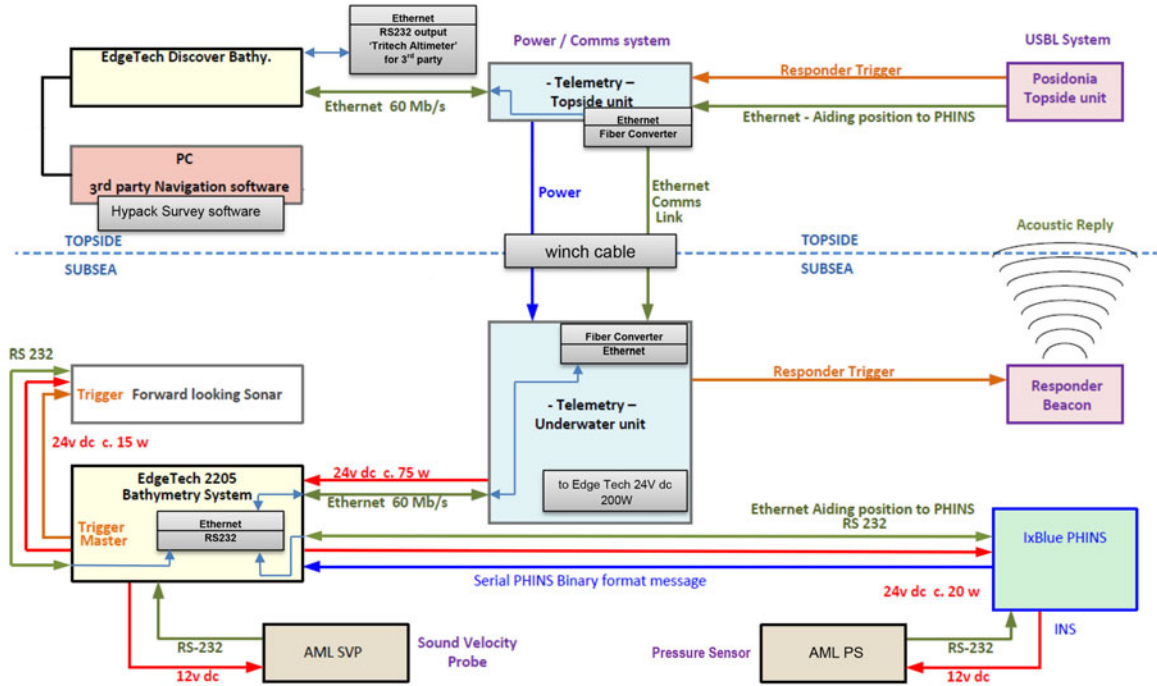 Ethernet
RS232 output
'Tritech Altimeter'
for 3rd party
EdgeTech Discover Bathy.
Power / Comms system
USBL System
- Telemetry –
Topside unit
Ethernet
Fiber Converter
Responder Trigger
Posidonia
Topside unit
Ethernet 60 Mb/s
Ethernet - Aiding position to PHINS
PC
3rd party Navigation software
Hypack Survey software
Power
Ethernet
Comms
Link
Acoustic Reply
TOPSIDE
winch cable
TOPSIDE
SUBSEA
SUBSEA
RS 232
Trigger
Forward looking Sonar
Fiber Converter
Ethernet
Responder Trigger
Responder
Beacon
- Telemetry –
Underwater unit
24v dc c. 15 w
EdgeTech 2205
Bathymetry System
24v dc c. 75 w
Ethernet 60 Mb/s
to Edge Tech 24V dc
200W
Trigger
Master
Ethernet
RS232
Ethernet Aiding position to PHINS
RS 232
IxBlue PHINS
Serial PHINS Binary format message
24v dc c. 20 w
INS
RS-232
AML SVP
Sound Velocity
Probe
12v dc
Pressure Sensor
AML PS
RS-232
12v dc